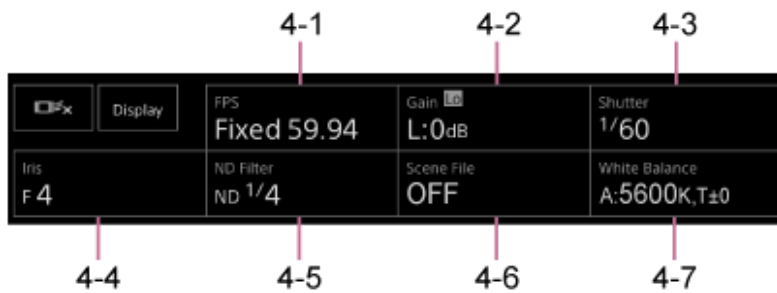 4-1 4-2 4-3
Display
FPS
Fixed 59.94
Gain Lo
L:0dB
Shutter
1/60
Iris
F 4
ND Filter
ND 1/4
Scene File
OFF
White Balance
A:5600K,T±0
4-4 4-5 4-6 4-7